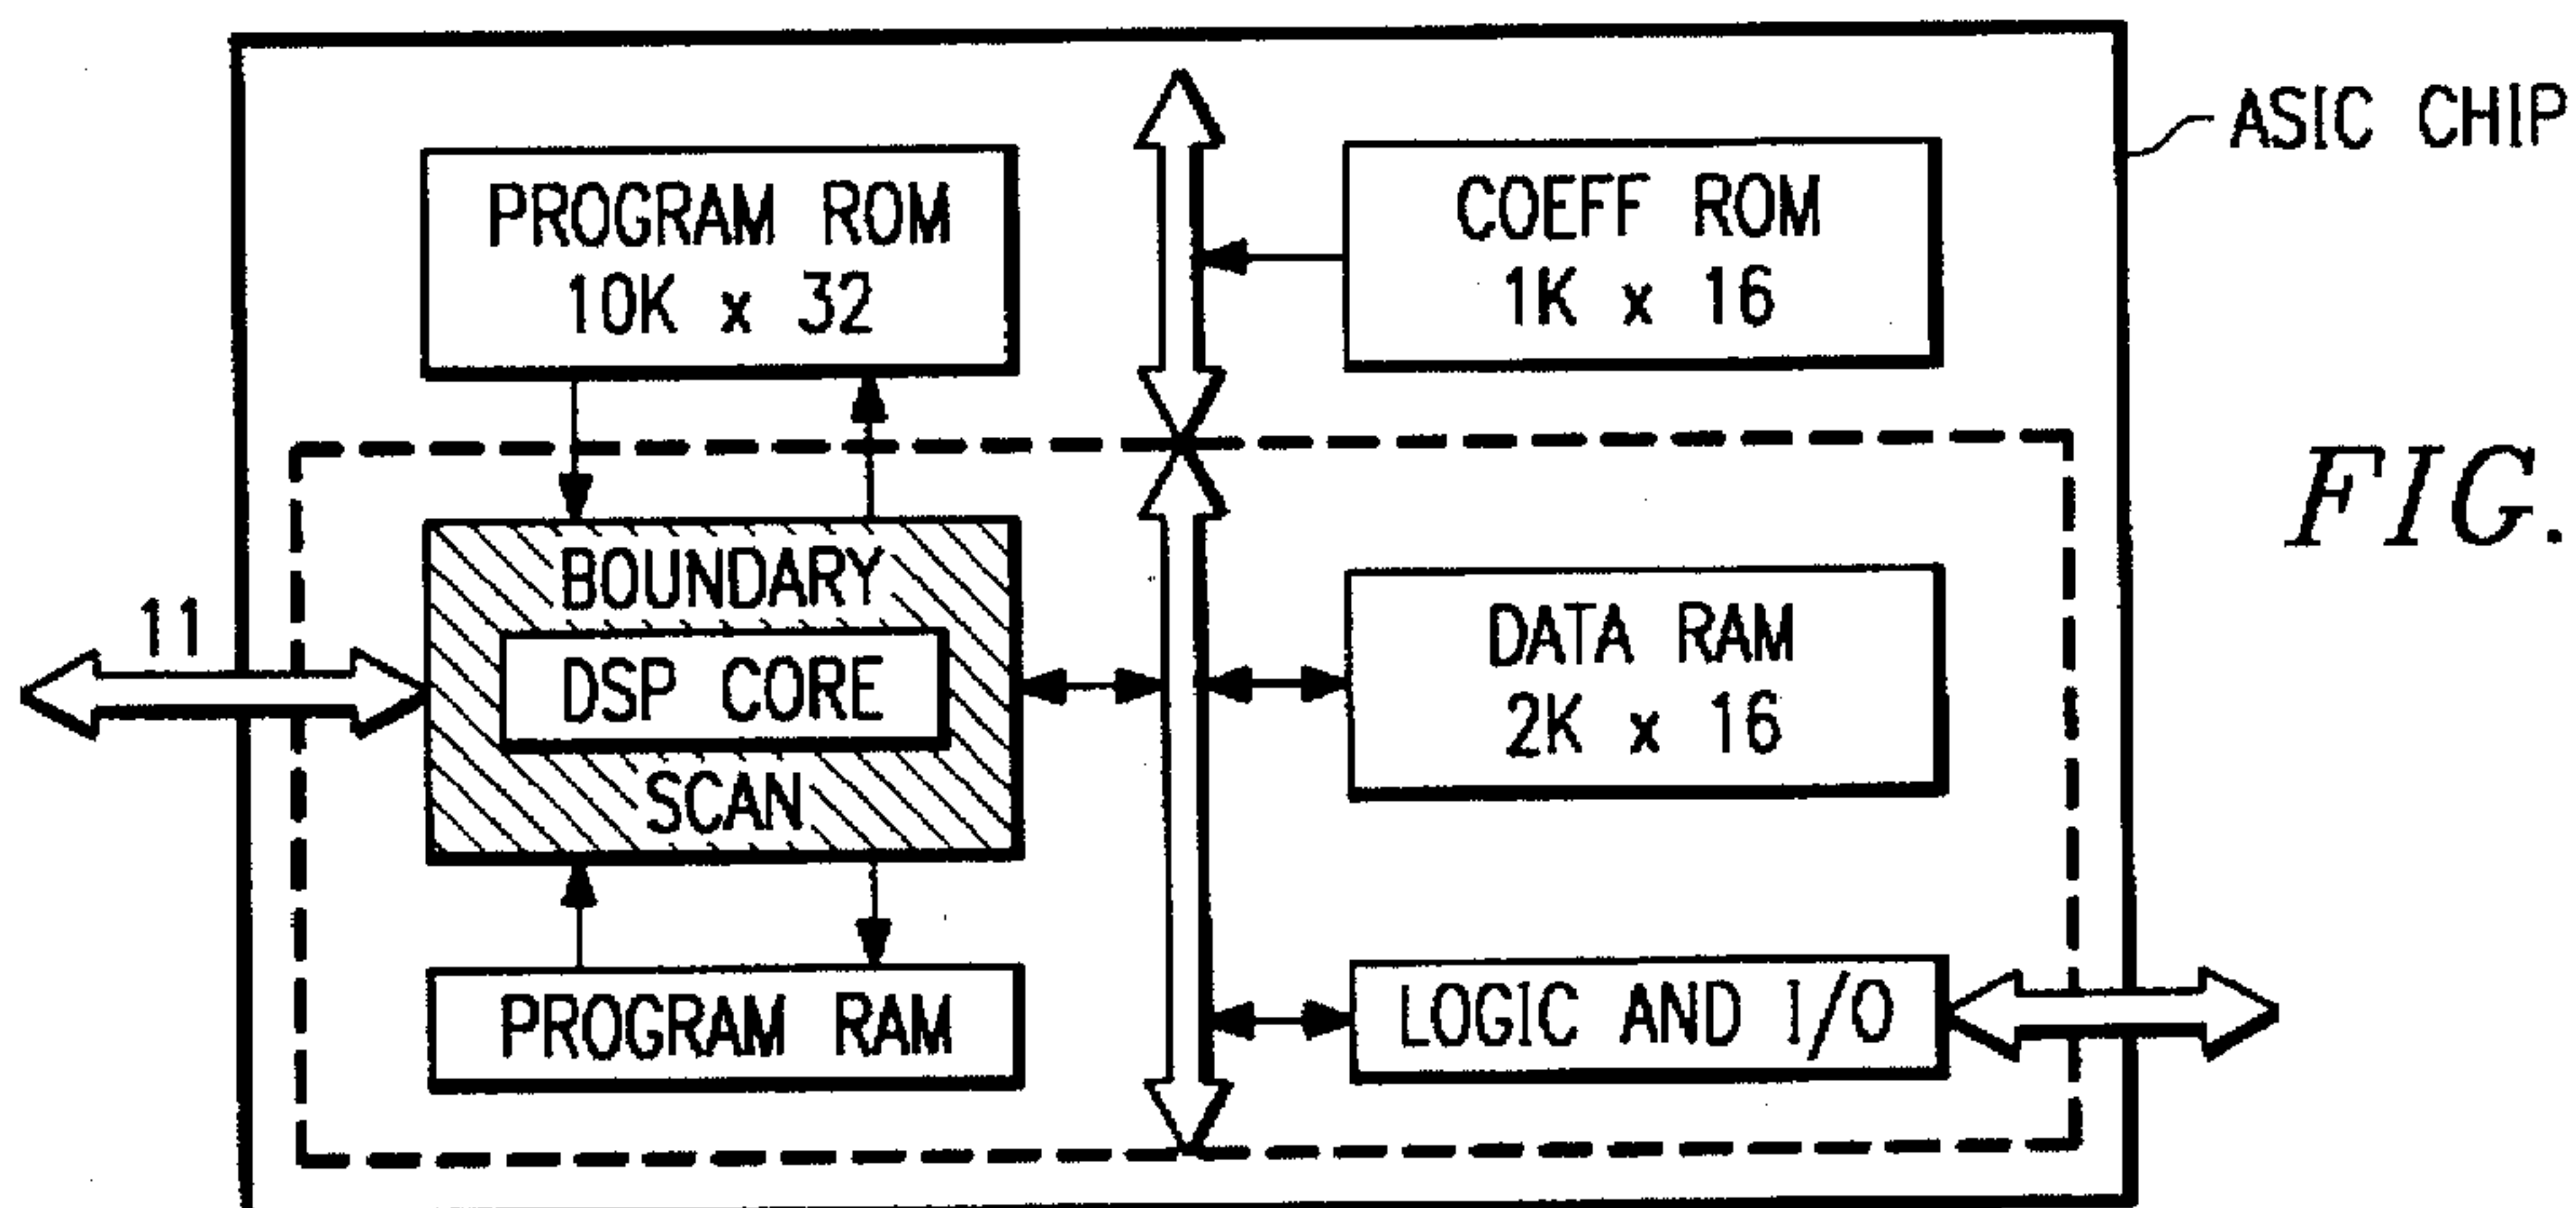 ASIC CHIP
PROGRAM ROM
10K x 32
COEFF ROM
1K x 16
FIG.
BOUNDARY
DSP CORE
SCAN
11
DATA RAM
2K x 16
PROGRAM RAM
LOGIC AND I/O